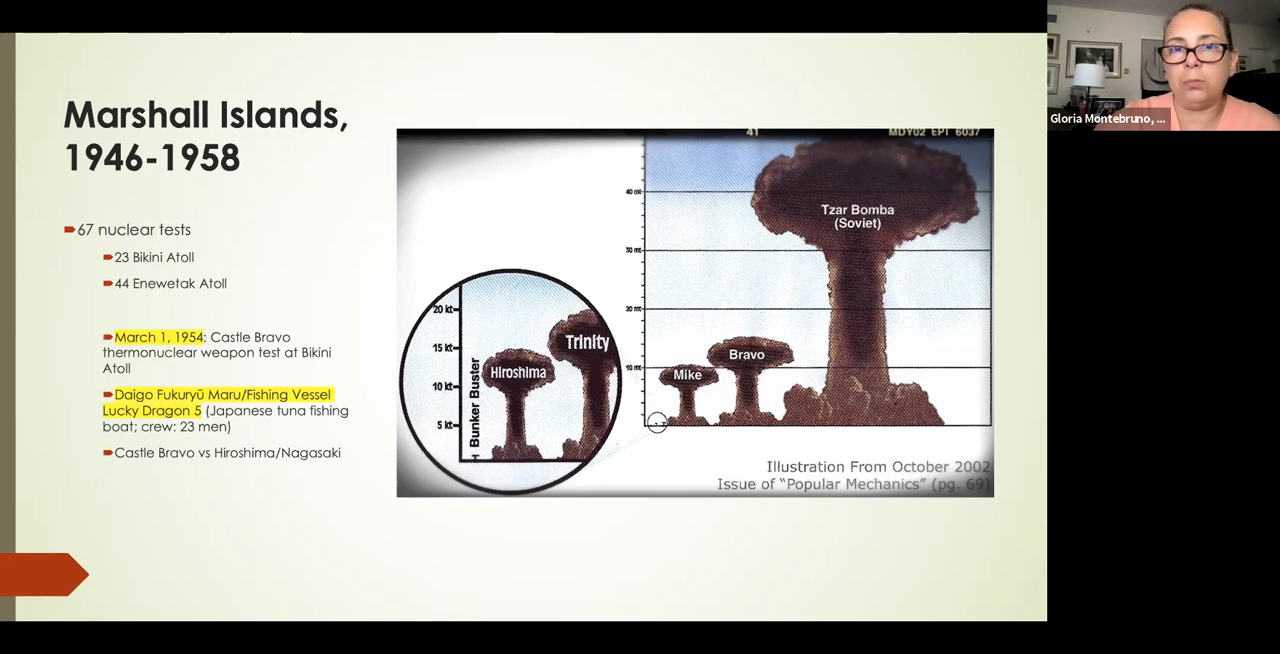 Marshall Islands,
1946-1958
67 nuclear tests
23 Bikini Atoll
44 Enewetak Atoll
March 1, 1954: Castle Bravo
thermonuclear weapon test at Bikini
Atoll
Daigo Fukuryū Maru/Fishing Vessel
Lucky Dragon 5 (Japanese tuna fishing
boat; crew: 23 men)
Castle Bravo vs Hiroshima/Nagasaki
41
MDY02 EPT 6037
40 mt
30 mt
20 mt
10 mt
Tzar Bomba
(Soviet)
Bravo
Mike
20 kt
15 kt
10 kt
5 kt
Bunker Buster
Hiroshima
Trinity
Illustration From October 2002
Issue of "Popular Mechanics" (pg. 69)
Gloria Montebruno, ...